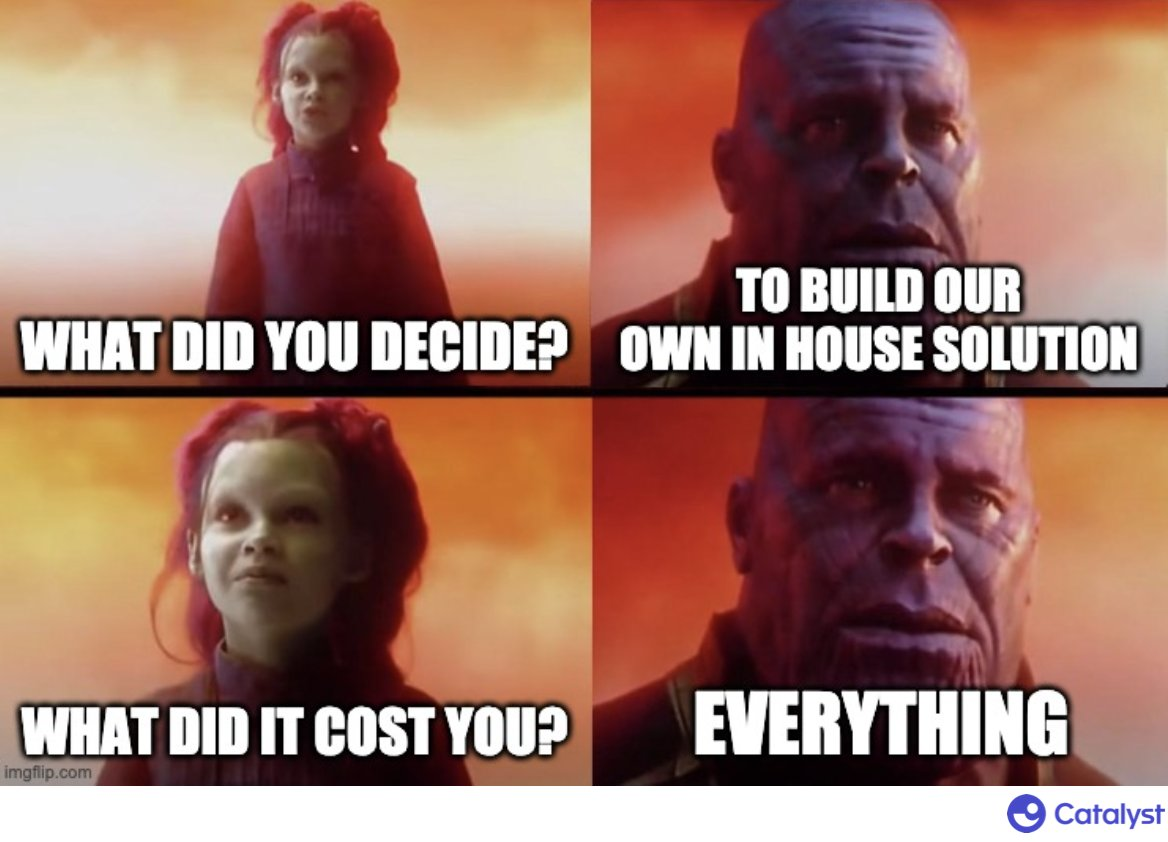 WHAT DID YOU DECIDE?
TO BUILD OUR
OWN IN HOUSE SOLUTION
WHAT DID IT COST YOU?
EVERYTHING
imgflip.com
Catalyst